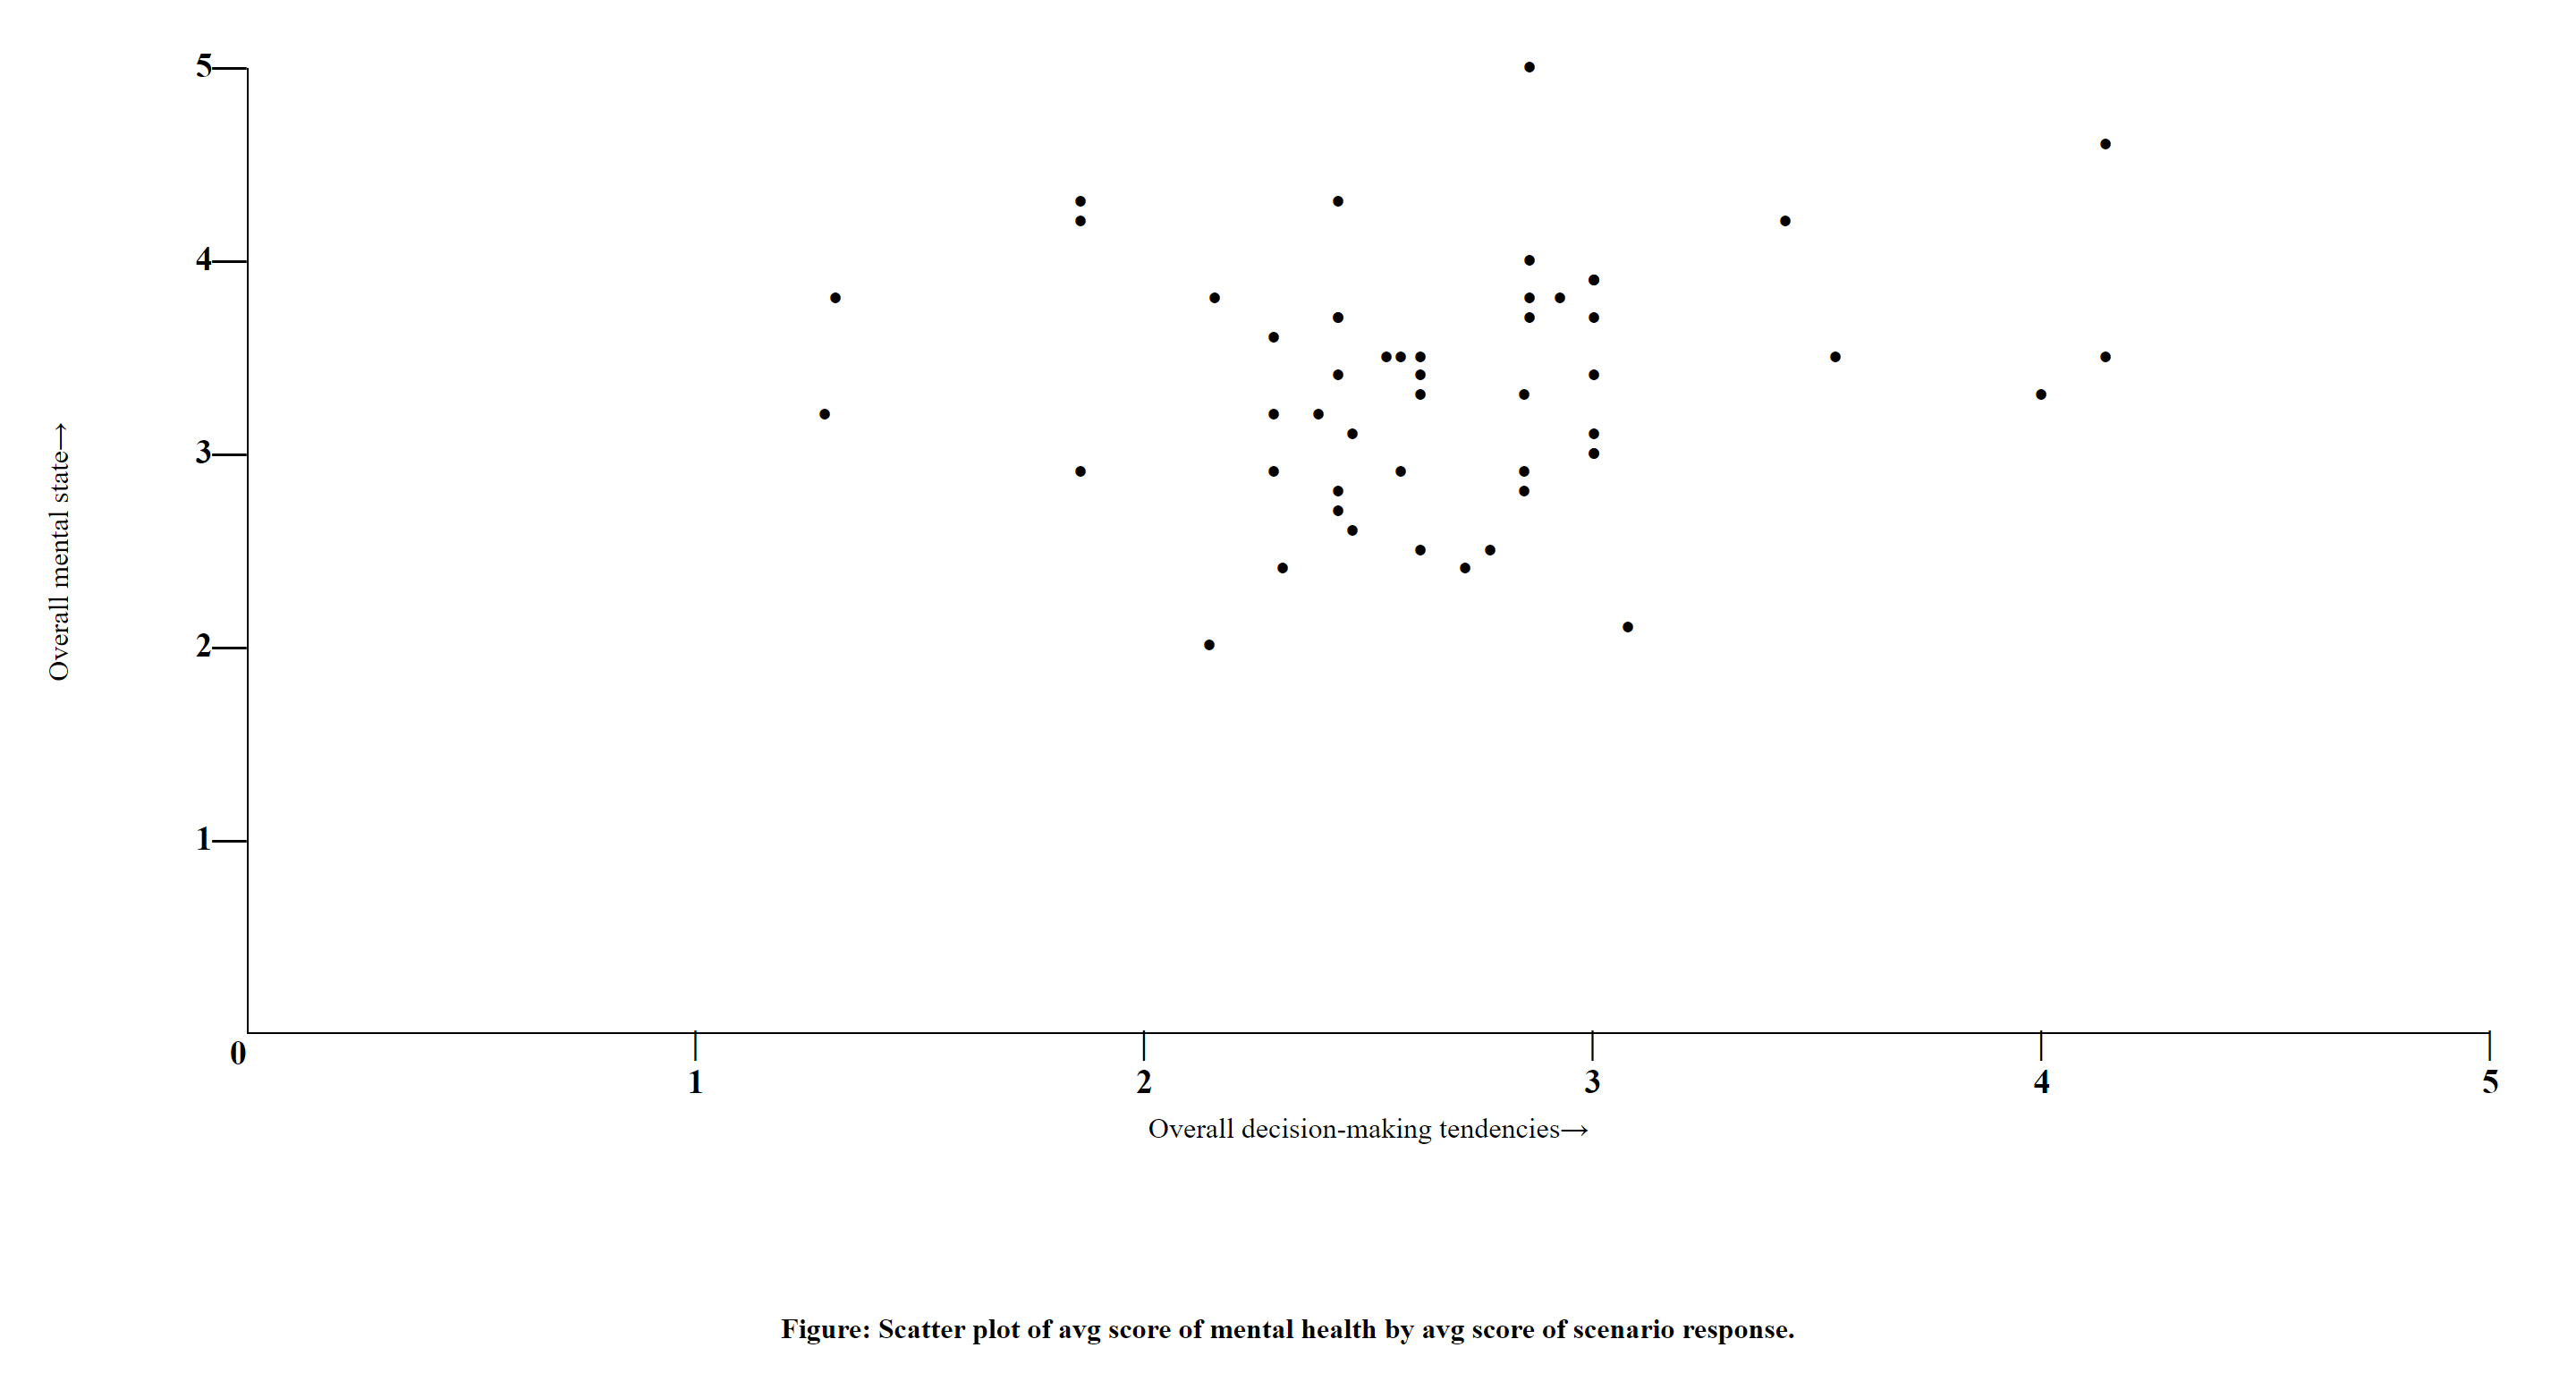 5
4
3
2
1
0
1 2 3 4 5
Overall mental state→
Overall decision-making tendencies→
Figure: Scatter plot of avg score of mental health by avg score of scenario response.